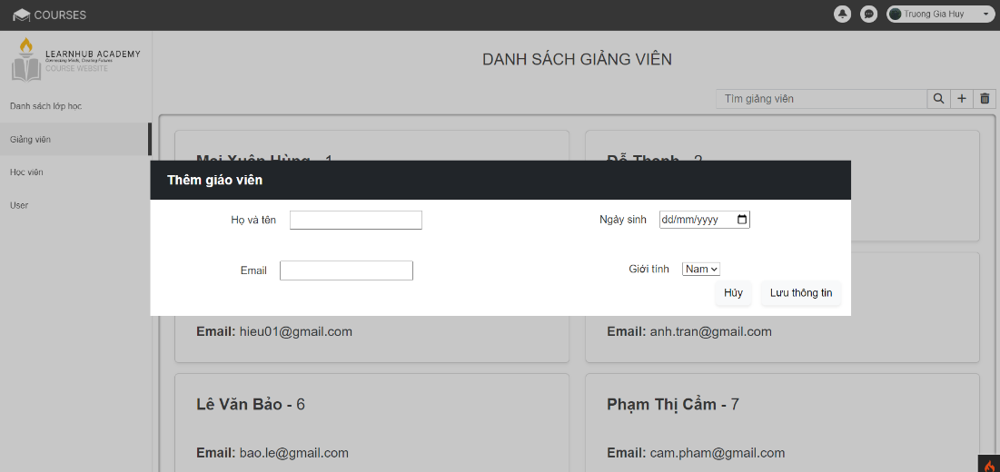 COURSES
Truong Gia Huy
LEARNHUB ACADEMY
Connecting Minds, Creating Futures
COURSE WEBSITE
DANH SÁCH GIẢNG VIÊN
Danh sách lớp học
Giảng viên
Học viên
User
Tìm giảng viên
Mai Xuân Hùng - 1
Đỗ Thanh - 2
Thêm giáo viên
Họ và tên
Ngày sinh dd/mm/yyyy
Email
Giới tính Nam
Hủy Lưu thông tin
Email: hieu01@gmail.com
Email: anh.tran@gmail.com
Lê Văn Bảo - 6
Phạm Thị Cẩm - 7
Email: bao.le@gmail.com
Email: cam.pham@gmail.com